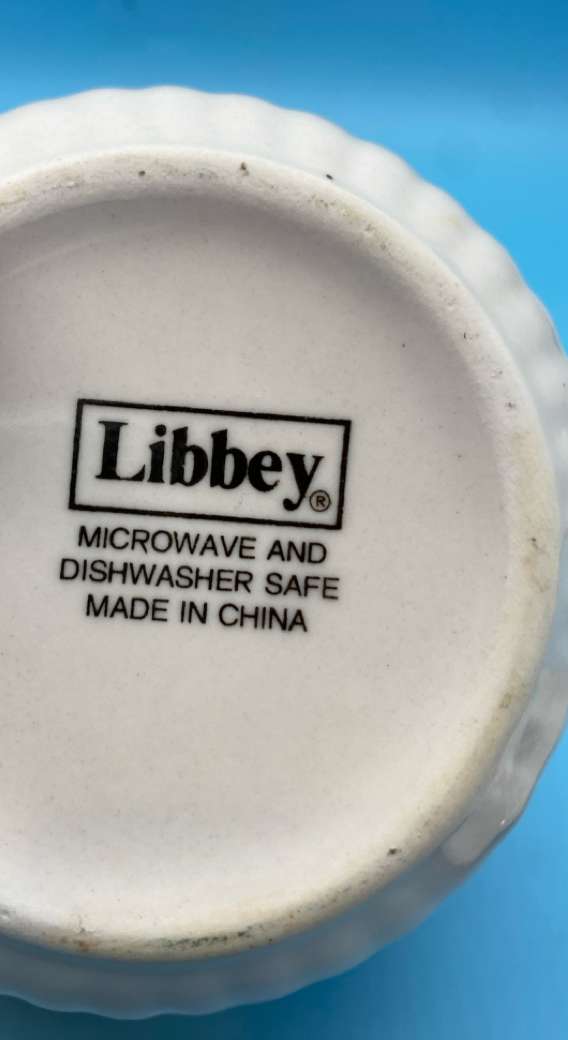 Libbey®
MICROWAVE AND
DISHWASHER SAFE
MADE IN CHINA